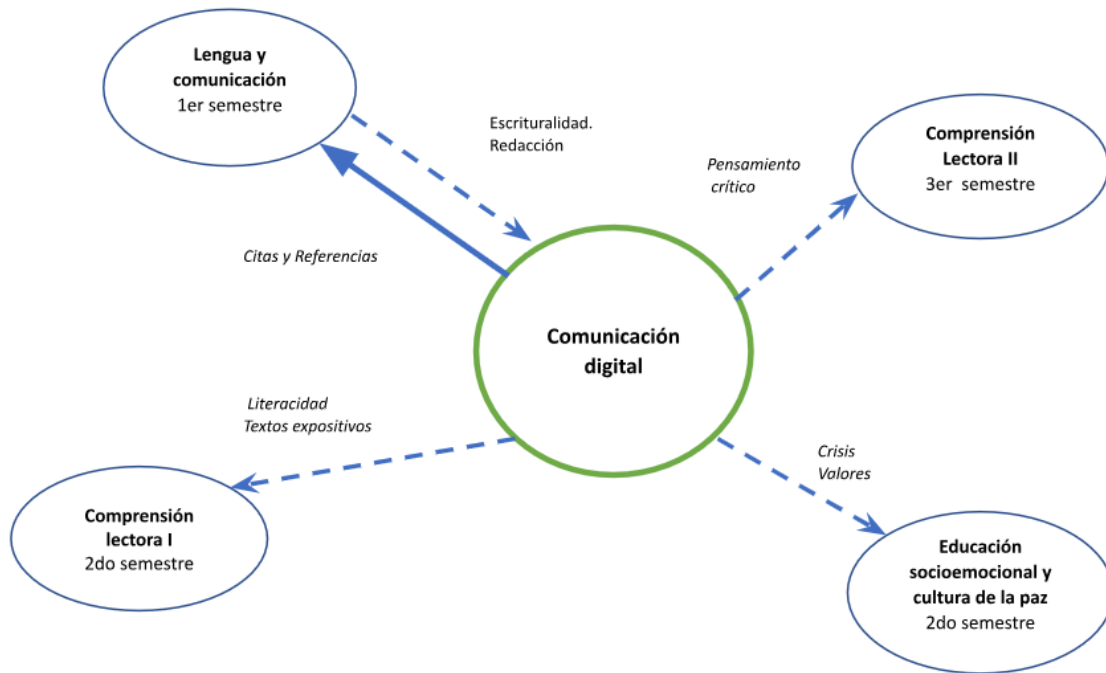 Lengua y
comunicación
1er semestre
Escrituralidad.
Redacción
Comprensión
Lectora II
3er semestre
Pensamiento
crítico
Citas y Referencias
Comunicación
digital
Literacidad
Textos expositivos
Crisis
Valores
Comprensión
lectora I
2do semestre
Educación
socioemocional y
cultura de la paz
2do semestre